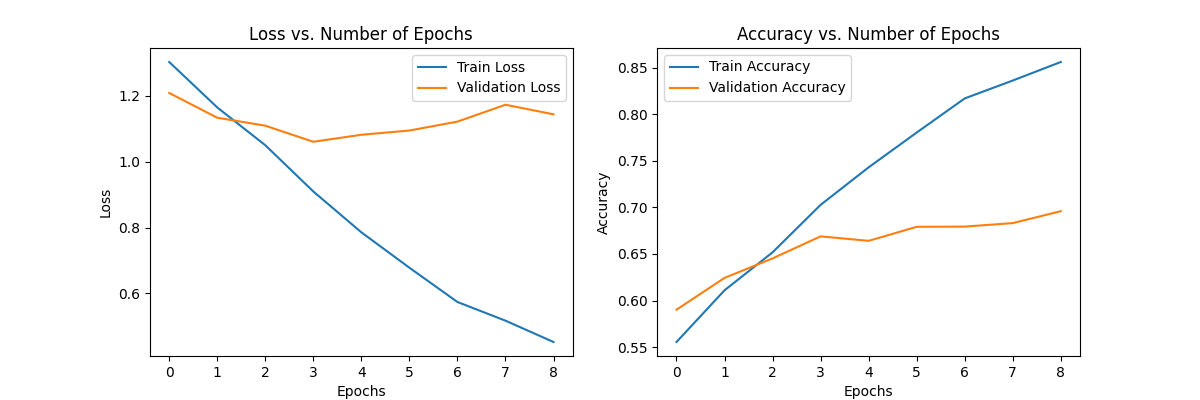 Loss vs. Number of Epochs
Train Loss
Validation Loss
Loss
1.2
1.0
0.8
0.6
0 1 2 3 4 5 6 7 8
Epochs
Accuracy vs. Number of Epochs
Train Accuracy
Validation Accuracy
Accuracy
0.85
0.80
0.75
0.70
0.65
0.60
0.55
0 1 2 3 4 5 6 7 8
Epochs